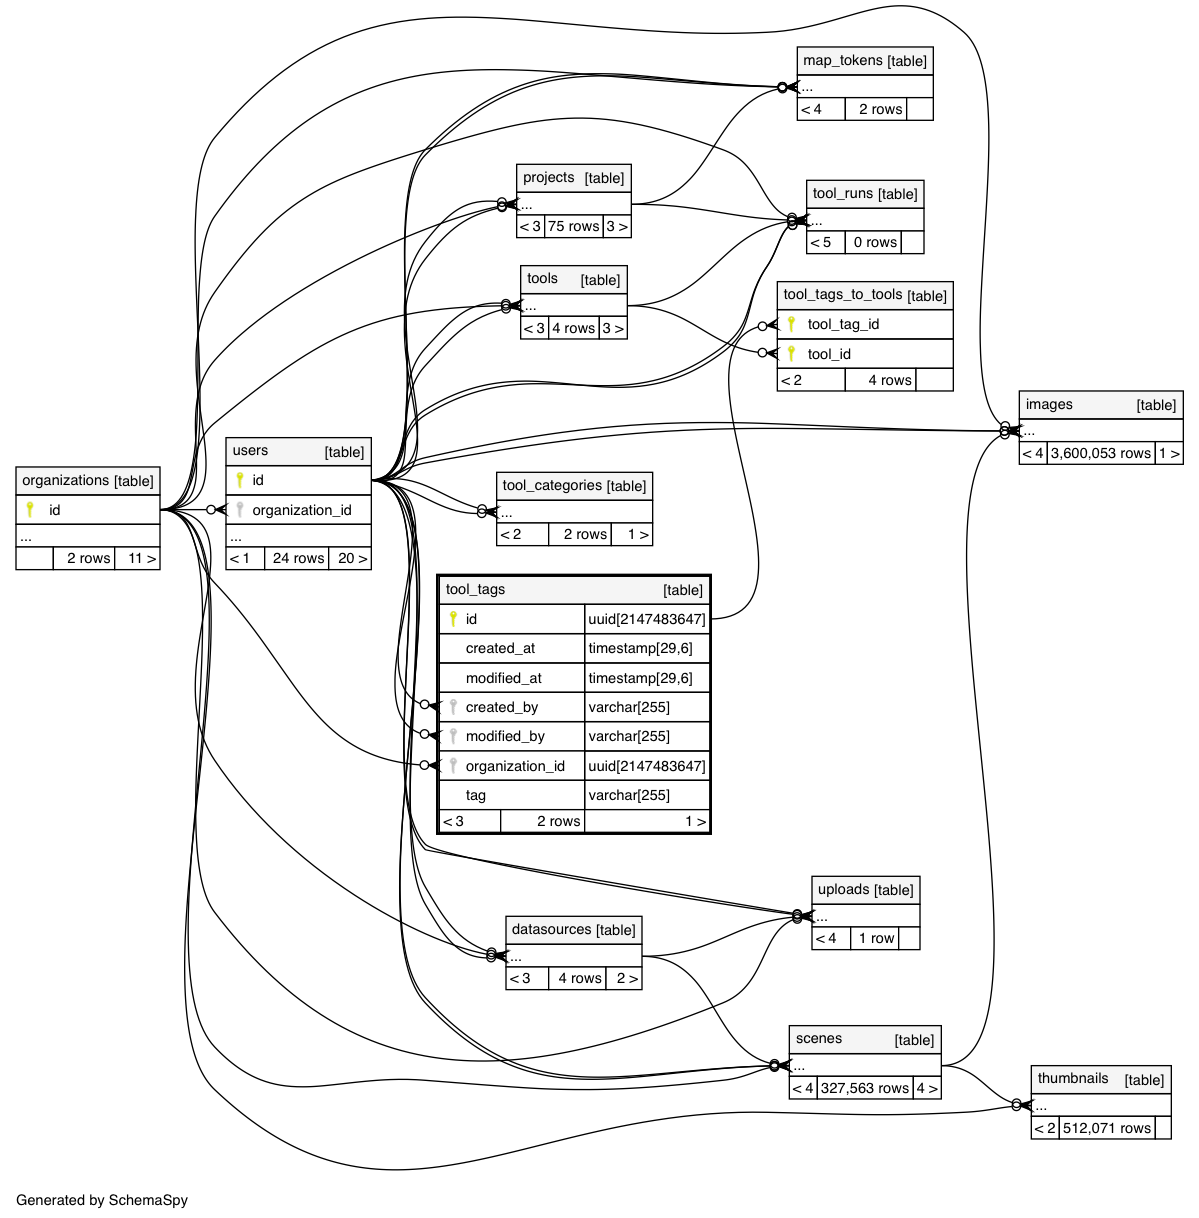 map_tokens [table]
...
< 4 2 rows
projects [table]
...
< 3 75 rows 3 >
tool_runs [table]
...
< 5 0 rows
tools [table]
...
< 3 4 rows 3 >
tool_tags_to_tools [table]
tool_tag_id
tool_id
< 2 4 rows
images [table]
...
< 4 3,600,053 rows 1 >
users [table]
id
organization_id
...
< 1 24 rows 20 >
organizations [table]
id
...
2 rows 11 >
tool_categories [table]
...
< 2 2 rows 1 >
tool_tags [table]
id uuid[2147483647]
created_at timestamp[29,6]
modified_at timestamp[29,6]
created_by varchar[255]
modified_by varchar[255]
organization_id uuid[2147483647]
tag varchar[255]
< 3 2 rows 1 >
uploads [table]
...
< 4 1 row
datasources [table]
...
< 3 4 rows 2 >
scenes [table]
...
< 4 327,563 rows 4 >
thumbnails [table]
...
< 2 512,071 rows
Generated by SchemaSpy